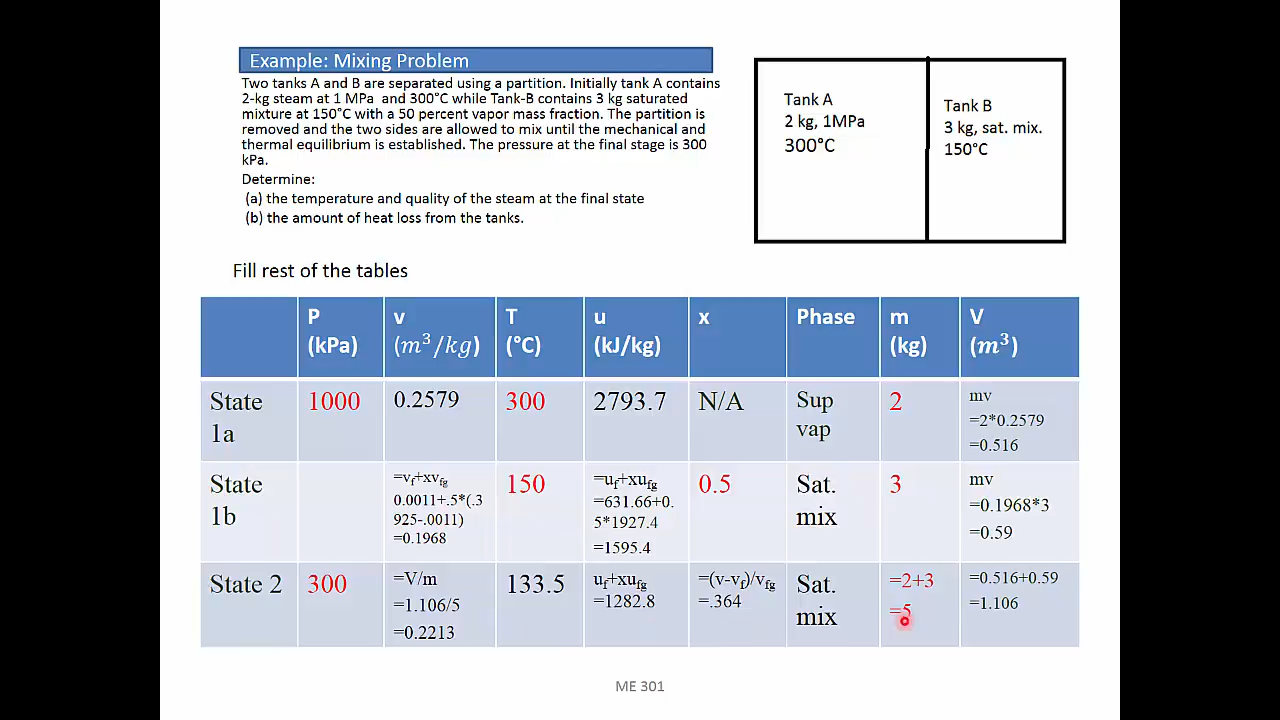 Example: Mixing Problem
Two tanks A and B are separated using a partition. Initially tank A contains
2-kg steam at 1 MPa and 300°C while Tank-B contains 3 kg saturated
mixture at 150°C with a 50 percent vapor mass fraction. The partition is
removed and the two sides are allowed to mix until the mechanical and
thermal equilibrium is established. The pressure at the final stage is 300
kPa.
Determine:
(a) the temperature and quality of the steam at the final state
(b) the amount of heat loss from the tanks.
Tank A
2 kg, 1MPa
300°C
Tank B
3 kg, sat. mix.
150°C
Fill rest of the tables
P
(kPa)
v
(m³/kg)
T
(°C)
u
(kJ/kg)
x
Phase
m
(kg)
V
(m³)
State
1a
1000
0.2579
300
2793.7
N/A
Sup
vap
2
mv
=2*0.2579
=0.516
State
1b
=vf+xvfg
0.0011+.5*(.3
925-.0011)
=0.1968
150
=uf+xufg
=631.66+0.
5*1927.4
=1595.4
0.5
Sat.
mix
3
mv
=0.1968*3
=0.59
State 2
300
=V/m
=1.106/5
=0.2213
133.5
uf+xufg
=1282.8
=(v-vf)/vfg
=.364
Sat.
mix
=2+3
=5
=0.516+0.59
=1.106
ME 301